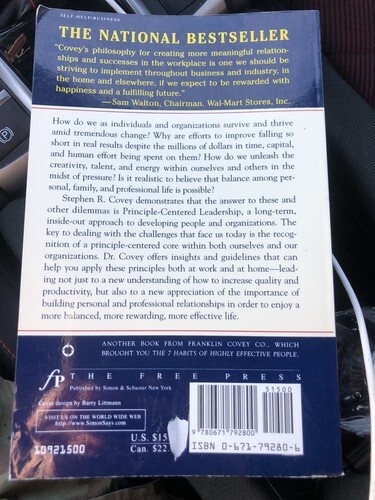 SELF-HELP/BUSINESS
THE NATIONAL BESTSELLER
"Covey's philosophy for creating more meaningful relation-
ships and successes in the workplace is one we should be
striving to implement throughout business and industry, in
the home and elsewhere, if we expect to be rewarded with
happiness and a fulfilling future."
—Sam Walton, Chairman, Wal-Mart Stores, Inc.
How do we as individuals and organizations survive and thrive
amid tremendous change? Why are efforts to improve falling so
short in real results despite the millions of dollars in time, capital,
and human effort being spent on them? How do we unleash the
creativity, talent, and energy within ourselves and others in the
midst of pressure? Is it realistic to believe that balance among per-
sonal, family, and professional life is possible?
Stephen R. Covey demonstrates that the answer to these and
other dilemmas is Principle-Centered Leadership, a long-term,
inside-out approach to developing people and organizations. The
key to dealing with the challenges that face us today is the recog-
nition of a principle-centered core within both ourselves and our
organizations. Dr. Covey offers insights and guidelines that can
help you apply these principles both at work and at home—lead-
ing not just to a new understanding of how to increase quality and
productivity, but also to a new appreciation of the importance of
building personal and professional relationships in order to enjoy a
more balanced, more rewarding, more effective life.
ANOTHER BOOK FROM FRANKLIN COVEY CO., WHICH
BROUGHT YOU THE 7 HABITS OF HIGHLY EFFECTIVE PEOPLE.
fP THE FREE PRESS
Published by Simon & Schuster New York
Cover design by Barry Littmann
VISIT US ON THE WORLD WIDE WEB
http://www.SimonSays.com
U.S. $15
Can. $22
51500
9 780671 792800
ISBN 0-671-79280-6